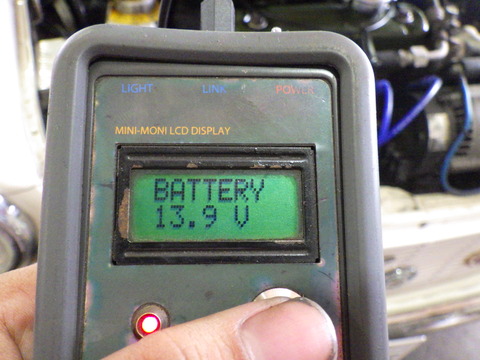 LIGHT LINK POWER
MINI-MONI LCD DISPLAY
BATTERY
13.9 V